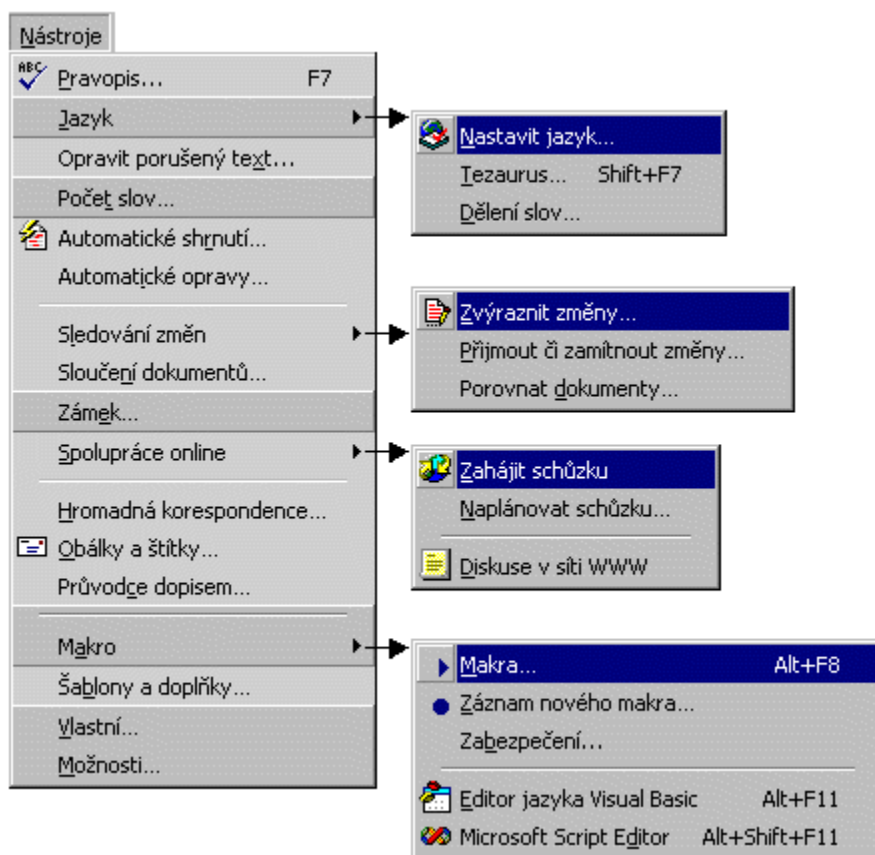 Nástroje
ABC
Pravopis... F7
Jazyk
Opravit porušený text...
Počet slov...
Automatické shrnutí...
Automatické opravy...
Sledování změn
Sloučení dokumentů...
Zámek...
Spolupráce online
Hromadná korespondence...
Obálky a štítky...
Průvodce dopisem...
Makro
Šablony a doplňky...
Vlastní...
Možnosti...
Nastavit jazyk...
Tezaurus... Shift+F7
Dělení slov...
Zvýraznit změny...
Přijmout či zamítnout změny...
Porovnat dokumenty...
Zahájit schůzku
Naplánovat schůzku...
Diskuse v síti WWW
Makra... Alt+F8
Záznam nového makra...
Zabezpečení...
Editor jazyka Visual Basic Alt+F11
Microsoft Script Editor Alt+Shift+F11